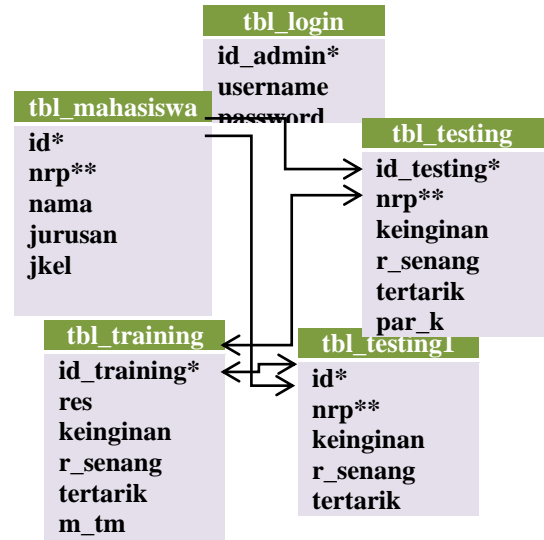 tbl_login
id_admin*
username
password
tbl_mahasiswa
id*
nrp**
nama
jurusan
jkel
tbl_testing
id_testing*
nrp**
keinginan
r_senang
tertarik
par_k
tbl_training
id_training*
res
keinginan
r_senang
tertarik
m_tm
tbl_testing1
id*
nrp**
keinginan
r_senang
tertarik